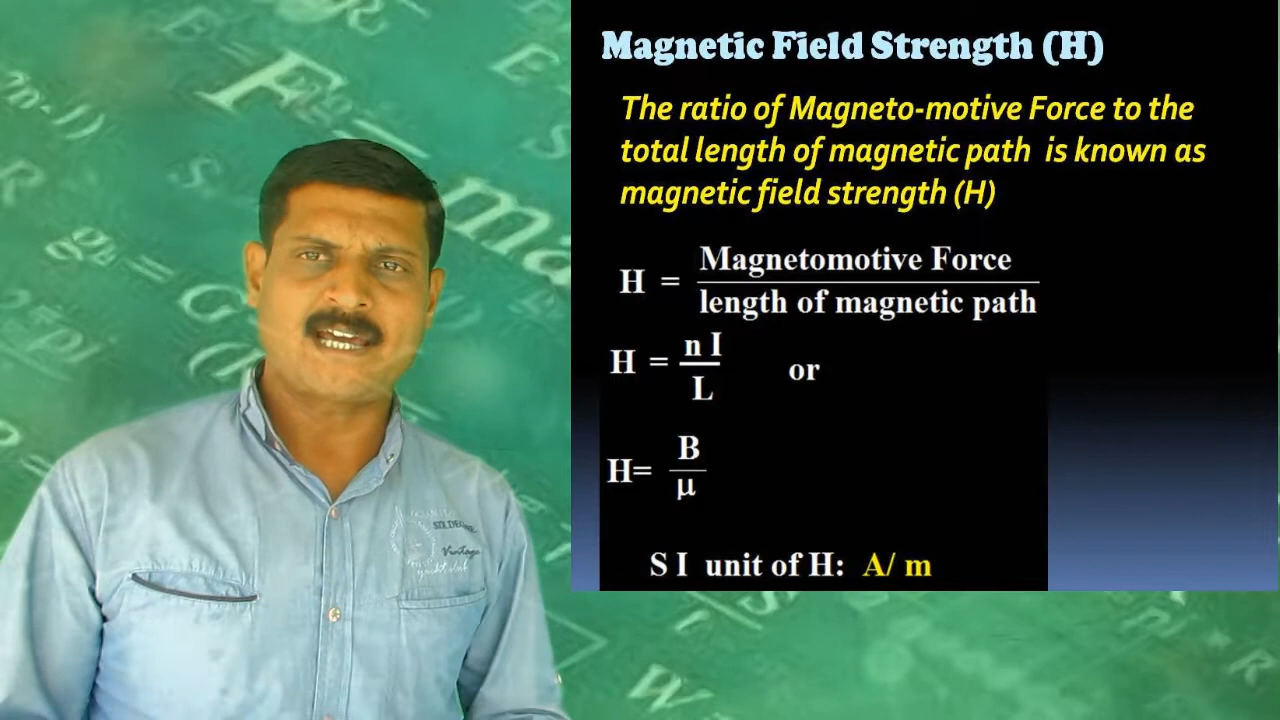 Magnetic Field Strength (H)
The ratio of Magneto-motive Force to the
total length of magnetic path is known as
magnetic field strength (H)
H = Magnetomotive Force
length of magnetic path
H = n I
L
or
H= B
μ
S I unit of H: A/ m